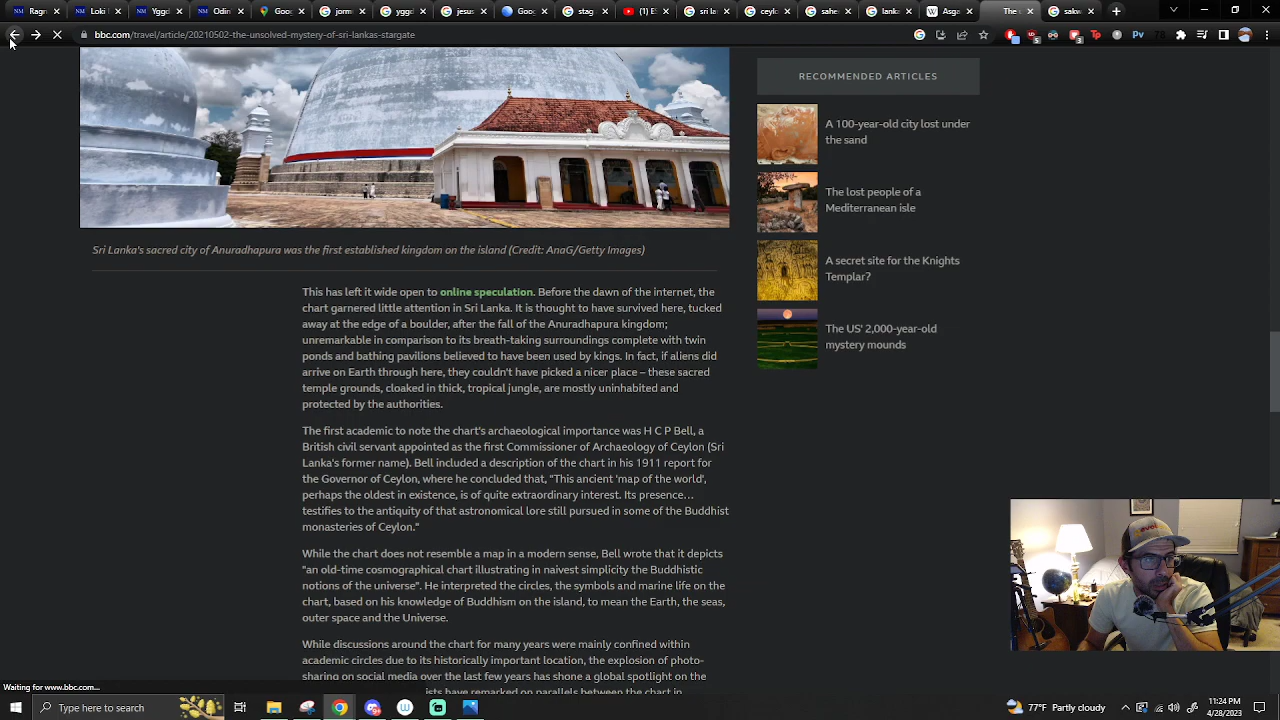 Rang
Ygg
Ygg
Odin
Goo
ygg
geu
stag
(1) E
sri la
sah
lank
Aga
The
saku
bbc.com/travel/article/20210502-the-unsolved-mystery-of-sri-lankas-stargate
Sri Lanka's sacred city of Anuradhapura was the first established kingdom on the island (Credit: AnaG/Getty Images)
This has left it wide open to online speculation. Before the dawn of the internet, the
chart garnered little attention in Sri Lanka. It is thought to have survived here, tucked
away at the edge of a boulder, after the fall of the Anuradhapura kingdom;
unremarkable in comparison to its breath-taking surroundings complete with twin
ponds and bathing pavilions believed to have been used by kings. In fact, if aliens did
arrive on Earth through here, they couldn't have picked a nicer place – these sacred
temple grounds, cloaked in thick, tropical jungle, are mostly uninhabited and
protected by the authorities.
The first academic to note the chart's archaeological importance was H C P Bell, a
British civil servant appointed as the first Commissioner of Archaeology of Ceylon (Sri
Lanka's former name). Bell included a description of the chart in his 1911 report for
the Governor of Ceylon, where he concluded that, "This ancient 'map of the world',
perhaps the oldest in existence, is of quite extraordinary interest. Its presence…
testifies to the antiquity of that astronomical lore still pursued in some of the Buddhist
monasteries of Ceylon."
While the chart does not resemble a map in a modern sense, Bell wrote that it depicts
"an old-time cosmographical chart illustrating in naivest simplicity the Buddhistic
notions of the universe". He interpreted the circles, the symbols and marine life on the
chart, based on his knowledge of Buddhism on the island, to mean the Earth, the seas,
outer space and the Universe.
While discussions around the chart for many years were mainly confined within
academic circles due to its historically important location, the explosion of photo-
sharing on social media over the last few years has shone a global spotlight on the
RECOMMENDED ARTICLES
A 100-year-old city lost under
the sand
The lost people of a
Mediterranean isle
A secret site for the Knights
Templar?
The US' 2,000-year-old
mystery mounds
Waiting for www.bbc.com...
Type here to search
77°F Partly cloudy
11:24 PM
4/28/2023